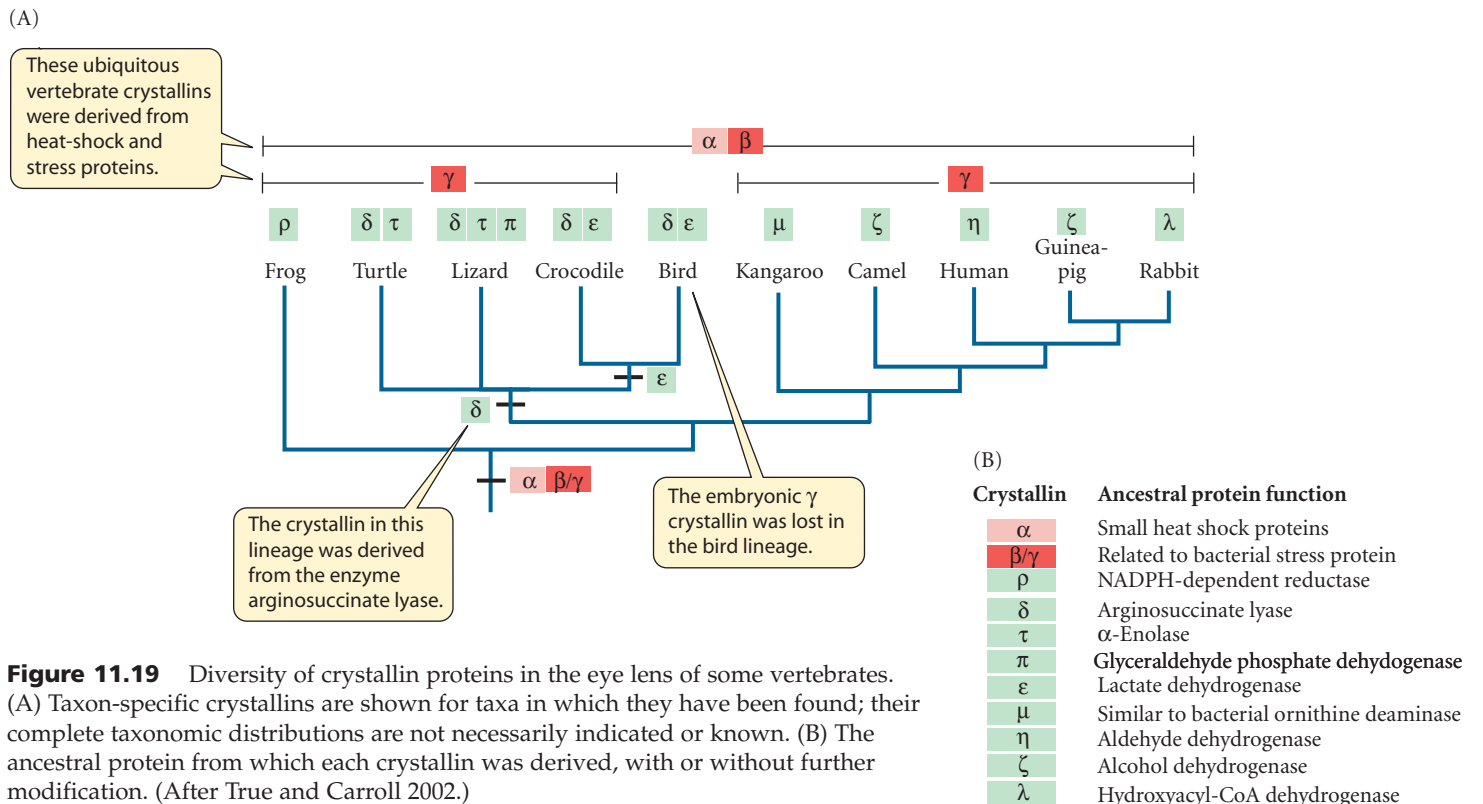 (A)
These ubiquitous
vertebrate crystallins
were derived from
heat-shock and
stress proteins.
α β
γ γ
ρ δ τ δ τ π δ ε δ ε μ ζ η ζ λ
Frog Turtle Lizard Crocodile Bird Kangaroo Camel Human Guinea-
pig Rabbit
ε
δ
α β/γ
The crystallin in this
lineage was derived
from the enzyme
arginosuccinate lyase.
The embryonic γ
crystallin was lost in
the bird lineage.
(B)
Crystallin Ancestral protein function
α Small heat shock proteins
β/γ Related to bacterial stress protein
ρ NADPH-dependent reductase
δ Arginosuccinate lyase
τ α-Enolase
π Glyceraldehyde phosphate dehydogenase
ε Lactate dehydrogenase
μ Similar to bacterial ornithine deaminase
η Aldehyde dehydrogenase
ζ Alcohol dehydrogenase
λ Hydroxyacyl-CoA dehydrogenase
Figure 11.19 Diversity of crystallin proteins in the eye lens of some vertebrates.
(A) Taxon-specific crystallins are shown for taxa in which they have been found; their
complete taxonomic distributions are not necessarily indicated or known. (B) The
ancestral protein from which each crystallin was derived, with or without further
modification. (After True and Carroll 2002.)